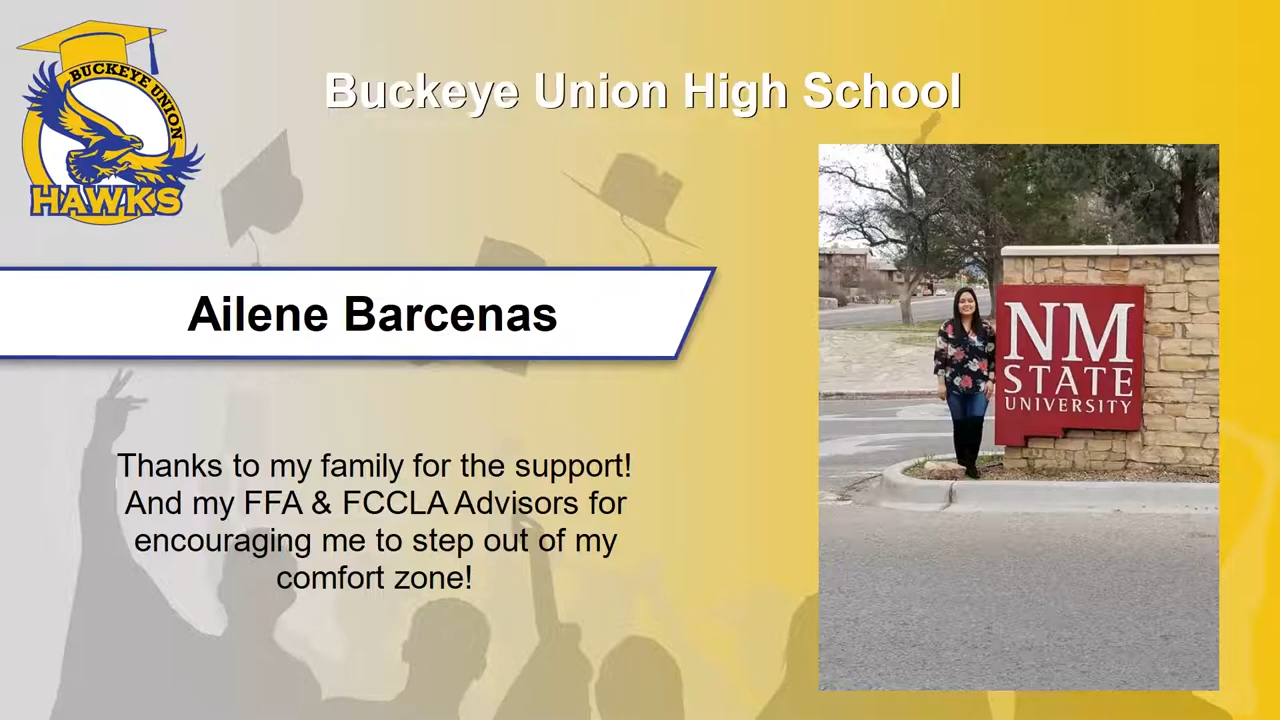 BUCKEYE UNION
HAWKS
Buckeye Union High School
Ailene Barcenas
Thanks to my family for the support!
And my FFA & FCCLA Advisors for
encouraging me to step out of my
comfort zone!
NM
STATE
UNIVERSITY